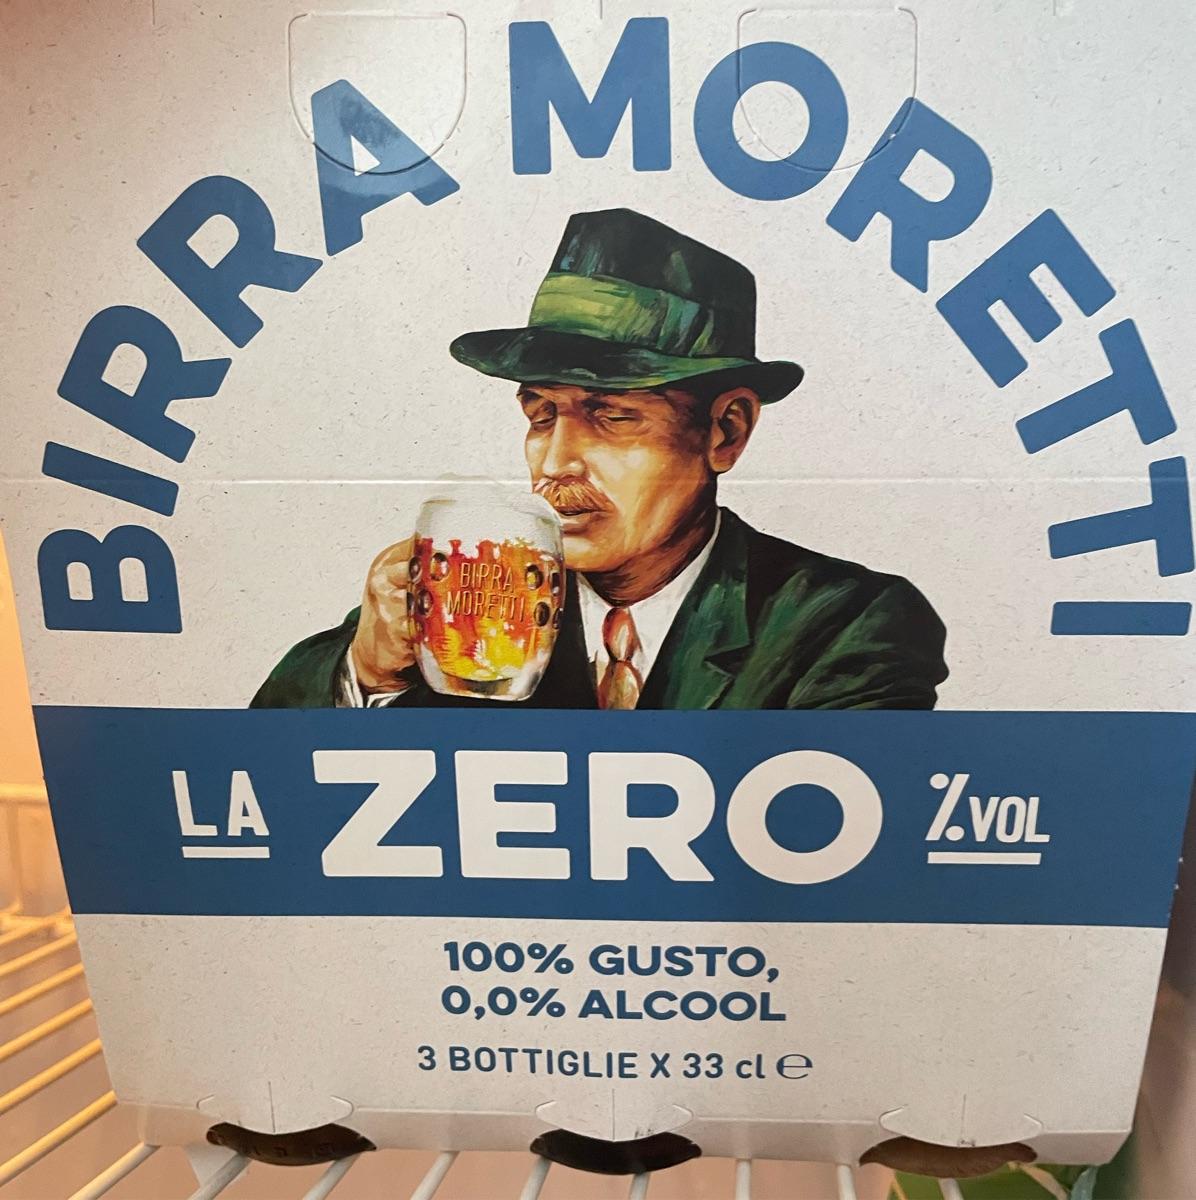 BIRRA MORETTI
BIRRA
MORETTI
LA ZERO %VOL
100% GUSTO,
0,0% ALCOOL
3 BOTTIGLIE X 33 cl ℮